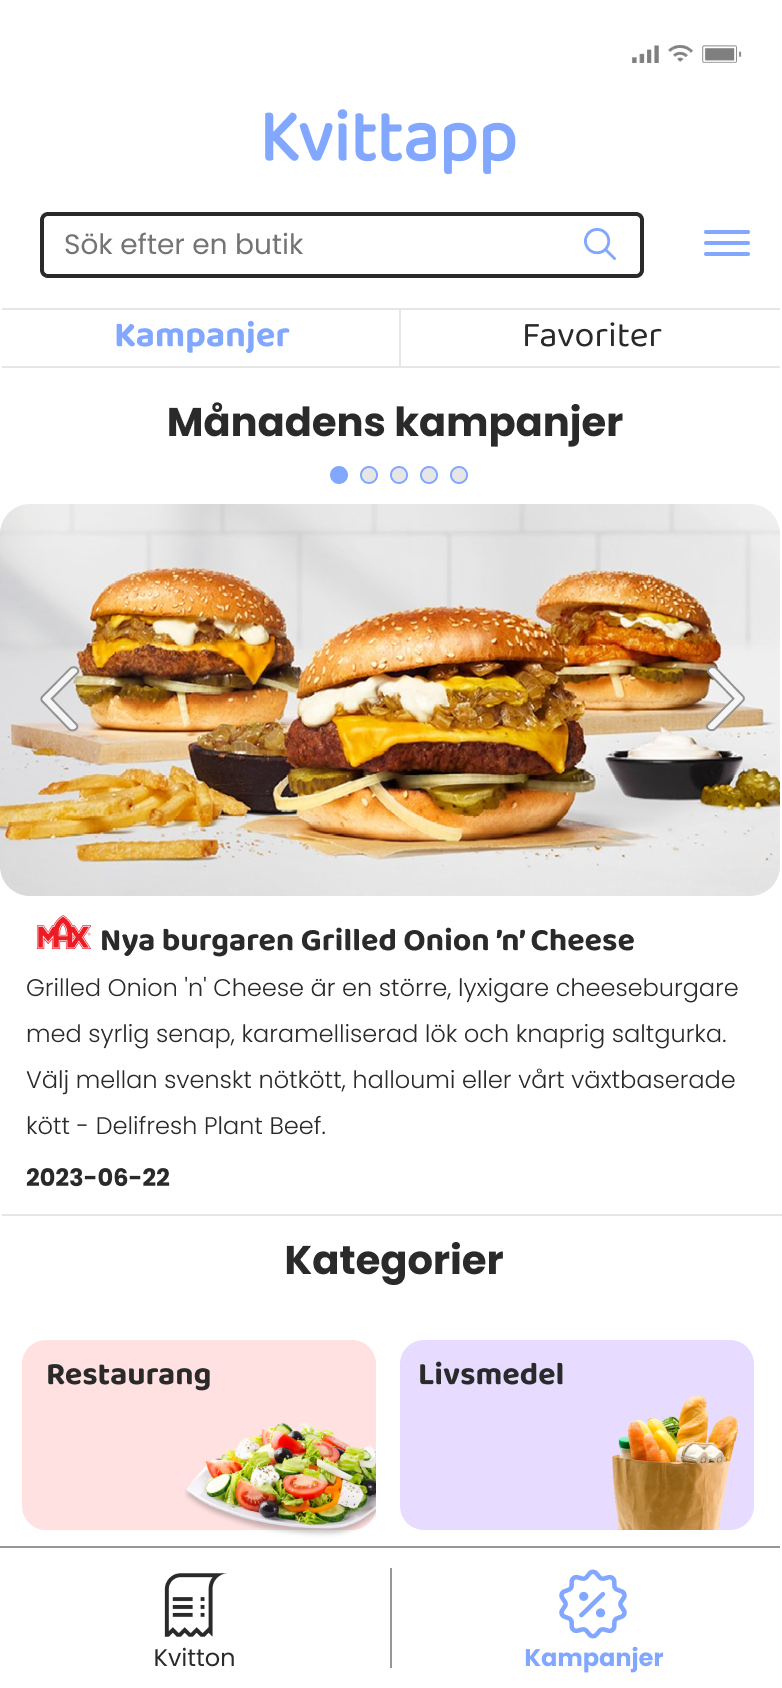 Kvittapp
Sök efter en butik
Kampanjer
Favoriter
Månadens kampanjer
MAX
Nya burgaren Grilled Onion ’n’ Cheese
Grilled Onion 'n' Cheese är en större, lyxigare cheeseburgare
med syrlig senap, karamelliserad lök och knaprig saltgurka.
Välj mellan svenskt nötkött, halloumi eller vårt växtbaserade
kött - Delifresh Plant Beef.
2023-06-22
Kategorier
Restaurang
Livsmedel
Kvitton
Kampanjer